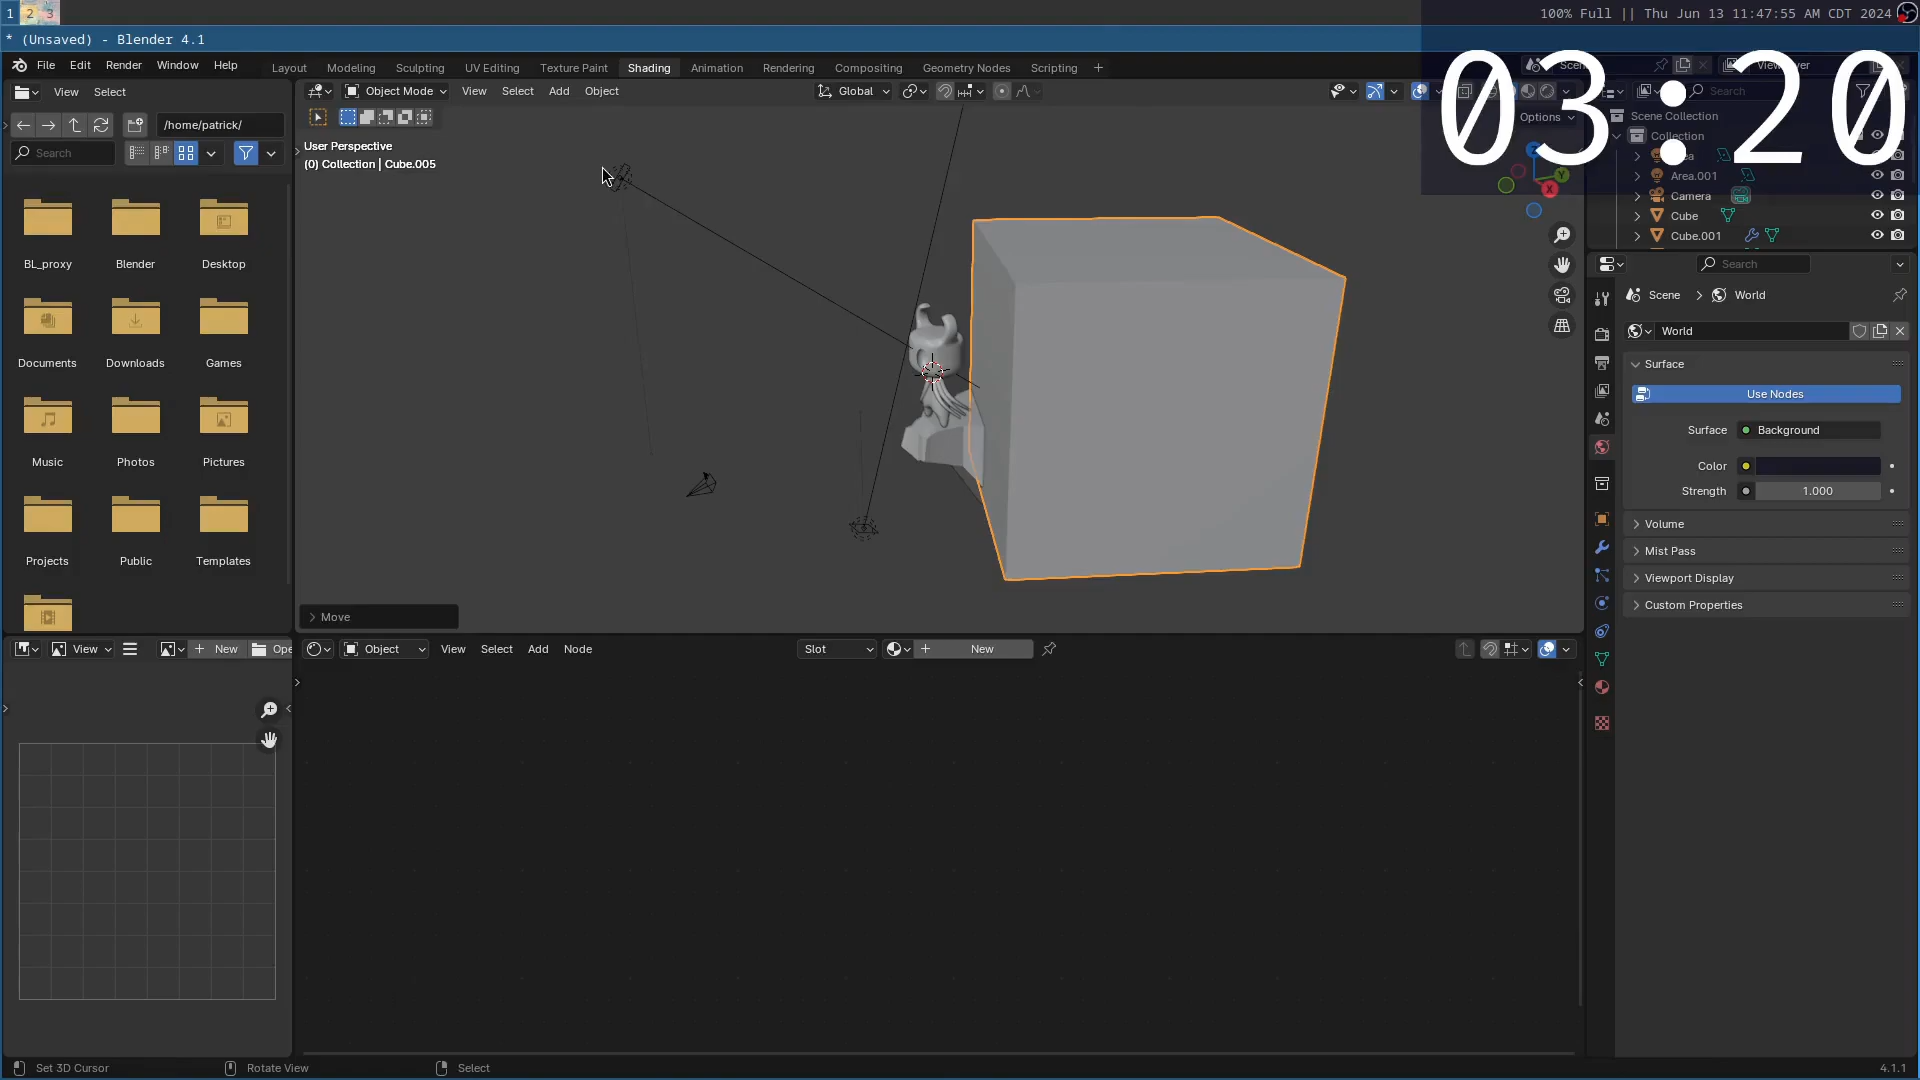 1 2 3
100% Full || Thu Jun 13 11:47:55 AM CDT 2024
* (Unsaved) - Blender 4.1
03:20
File Edit Render Window Help
Layout Modeling Sculpting UV Editing Texture Paint Shading Animation Rendering Compositing Geometry Nodes Scripting +
View Select
Object Mode View Select Add Object
Global
Search
/home/patrick/
Options
Search
User Perspective
(0) Collection | Cube.005
Scene Collection
Collection
Area.001
Camera
Cube
Cube.001
Z
Y
X
BL_proxy Blender Desktop
Documents Downloads Games
Music Photos Pictures
Projects Public Templates
Search
Scene > World
World
Surface
Use Nodes
Surface Background
Color
Strength 1.000
Volume
Mist Pass
Viewport Display
Custom Properties
Move
View New Ope
Object View Select Add Node
Slot
New
Set 3D Cursor Rotate View Select
4.1.1